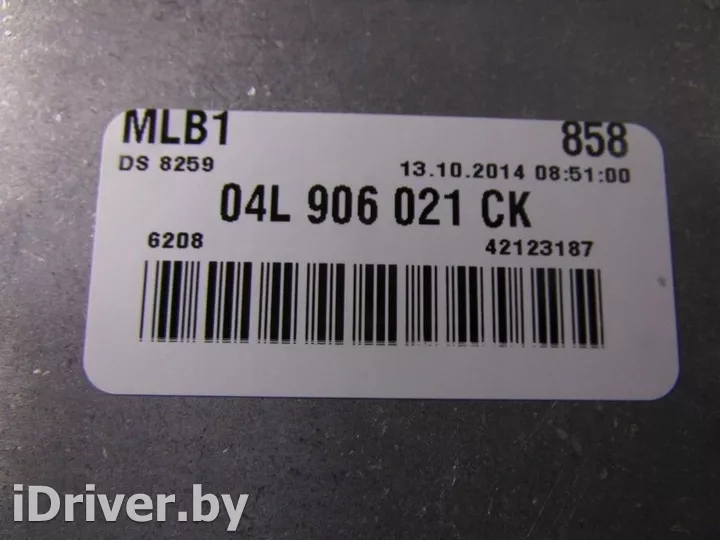 MLB1 858
DS 8259 13.10.2014 08:51:00
04L 906 021 CK
6208 42123187
iDriver.by